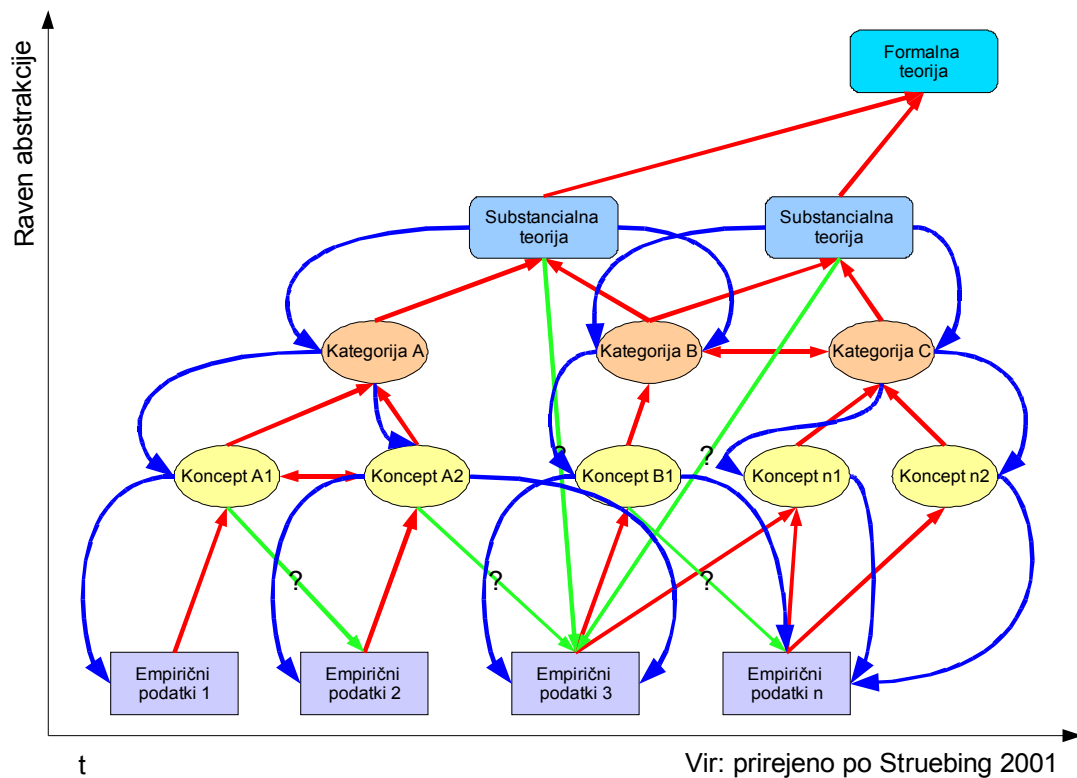 Raven abstrakcije
Formalna
teorija
Substancialna
teorija
Substancialna
teorija
Kategorija A
Kategorija B
Kategorija C
?
?
Koncept A1
Koncept A2
Koncept B1
Koncept n1
Koncept n2
?
?
?
Empirični
podatki 1
Empirični
podatki 2
Empirični
podatki 3
Empirični
podatki n
t
Vir: prirejeno po Struebing 2001